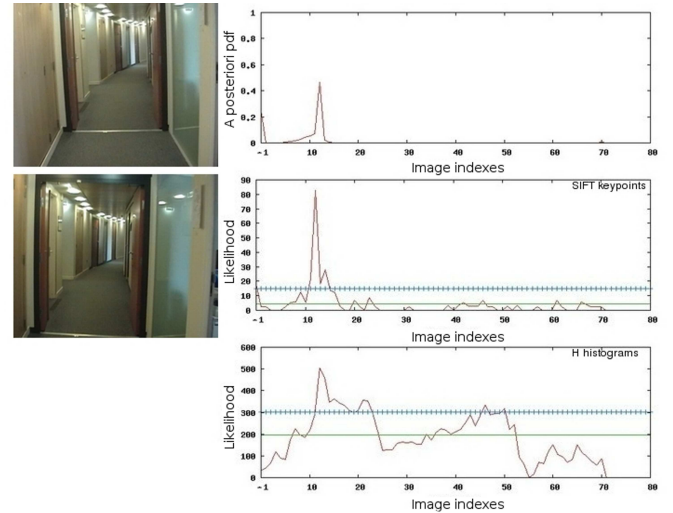 A posteriori pdf
1
0.8
0.6
0.4
0.2
0
-1 10 20 30 40 50 60 70 80
Image indexes
SIFT keypoints
Likelihood
90
80
70
60
50
40
30
20
10
0
-1 10 20 30 40 50 60 70 80
Image indexes
H histograms
Likelihood
600
500
400
300
200
100
0
-1 10 20 30 40 50 60 70 80
Image indexes